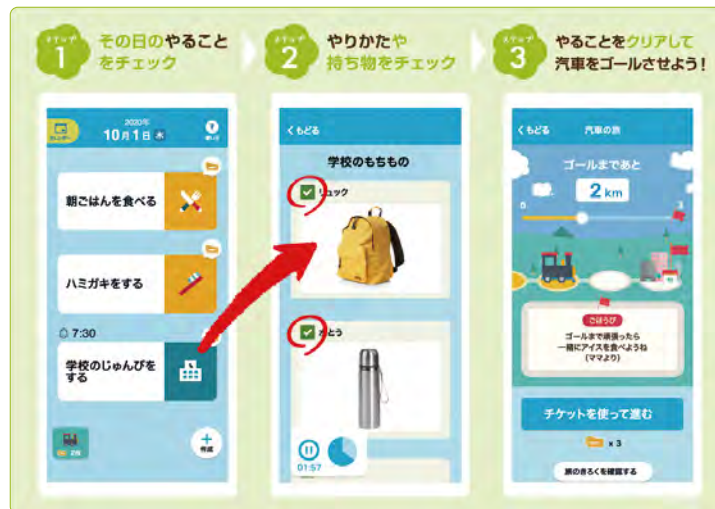 ステップ
1
その日のやること
をチェック
ステップ
2
やりかたや
持ち物をチェック
ステップ
3
やることをクリアして
汽車をゴールさせよう!
2020年
10月1日 木
朝ごはんを食べる
ハミガキをする
7:30
学校のじゅんびを
する
作成
くもどる
学校のもちもの
リュック
すいとう
01:57
くもどる
汽車の旅
ゴールまであと
2 km
3
ごほうび
ゴールまで頑張ったら
一緒にアイスを食べようね
(ママより)
チケットを使って進む
x 3
旅のきろくを確認する